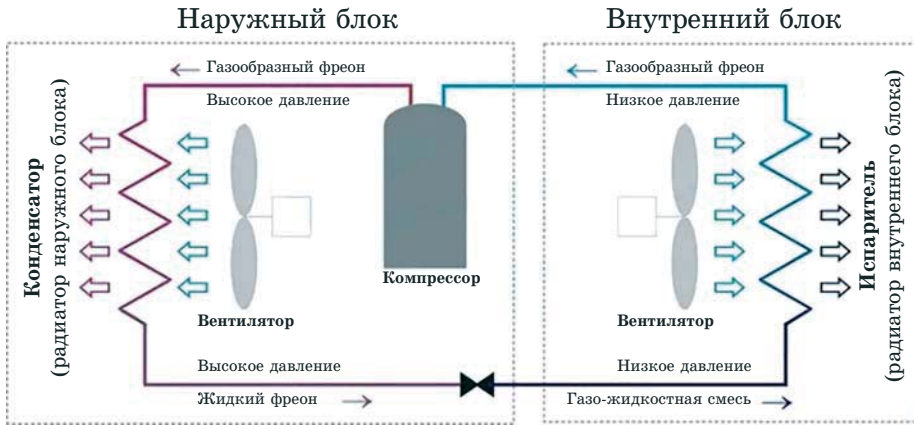 Наружный блок
Внутренний блок
Газообразный фреон
Высокое давление
Газообразный фреон
Низкое давление
Конденсатор
(радиатор наружного блока)
Компрессор
Вентилятор
Вентилятор
Испаритель
(радиатор внутреннего блока)
Высокое давление
Жидкий фреон
Низкое давление
Газо-жидкостная смесь